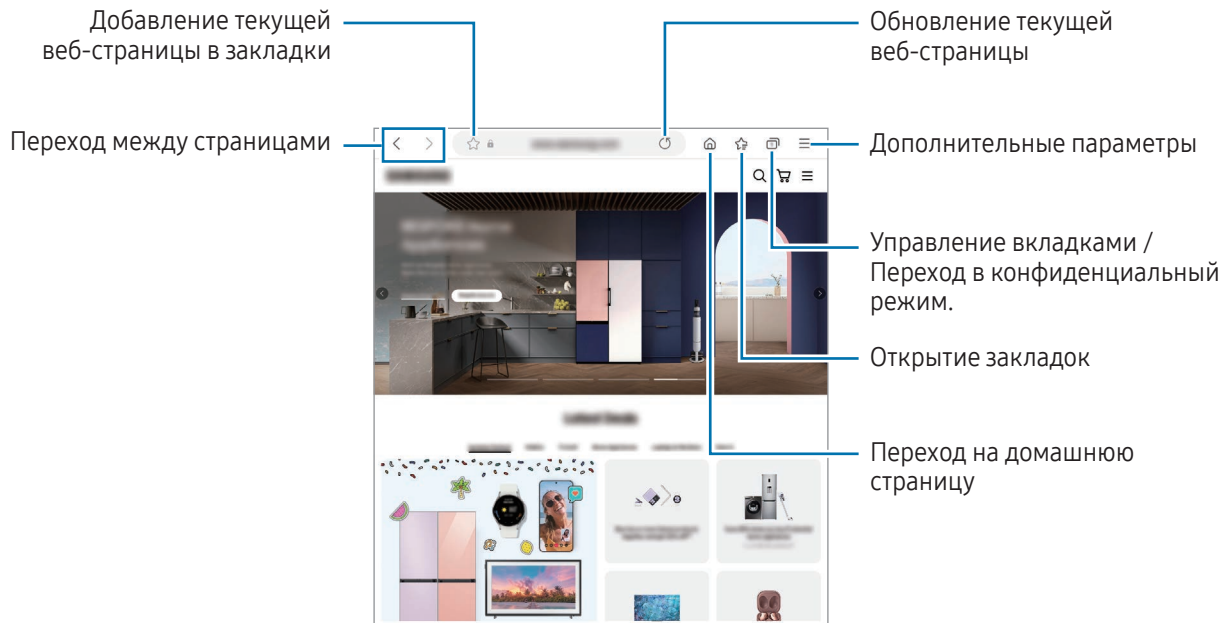 Добавление текущей
веб-страницы в закладки
Обновление текущей
веб-страницы
Переход между страницами
Дополнительные параметры
Управление вкладками /
Переход в конфиденциальный
режим.
Открытие закладок
Переход на домашнюю
страницу